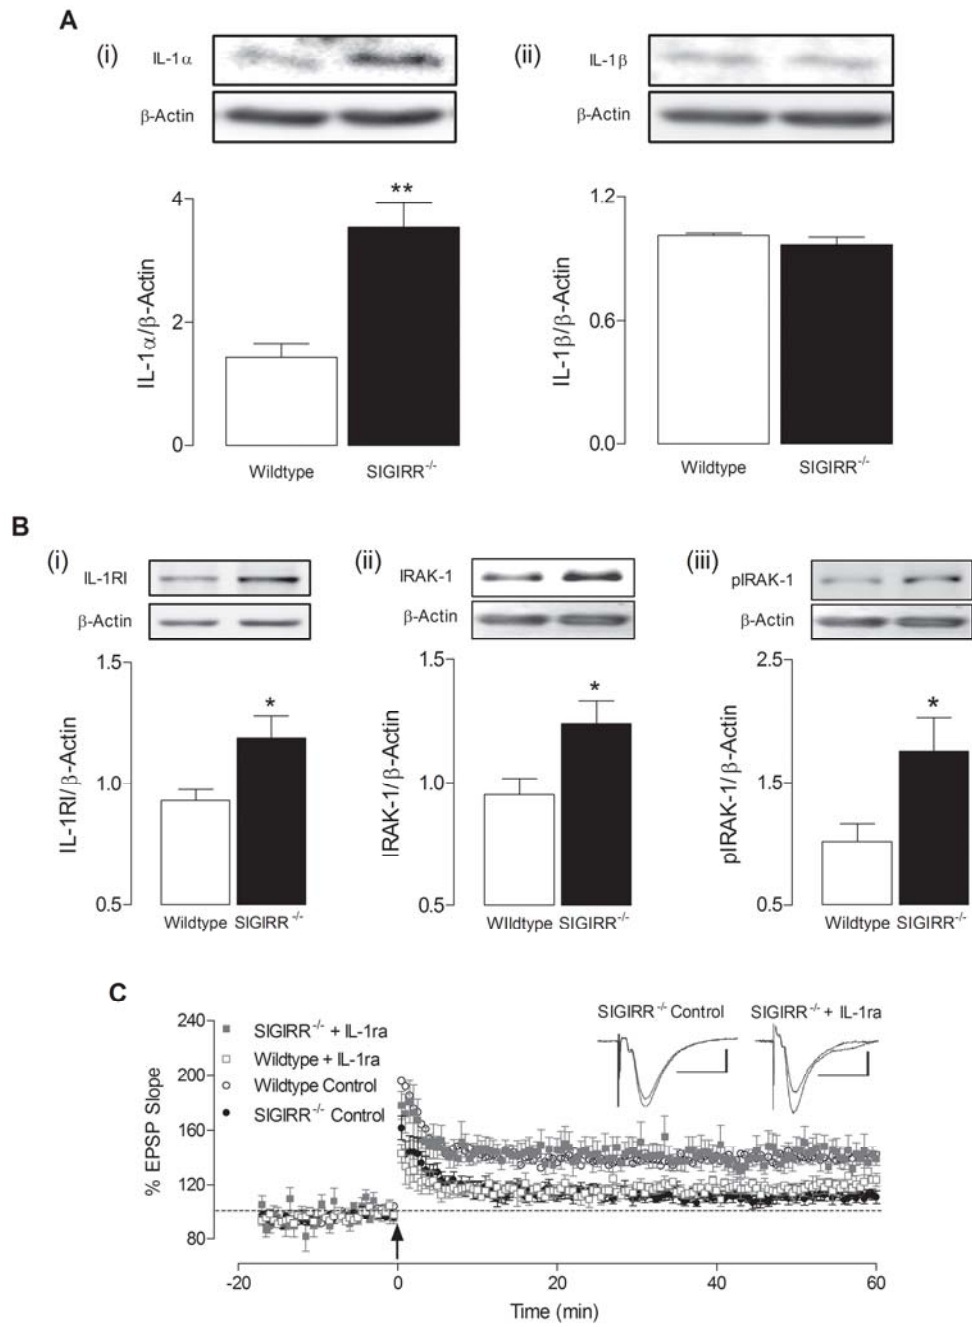 A
(i)
IL-1α
β-Actin
**
4
2
0
IL-1α/β-Actin
Wildtype
SIGIRR-/-
(ii)
IL-1β
β-Actin
1.2
0.6
0.0
IL-1β/β-Actin
Wildtype
SIGIRR-/-
B
(i)
IL-1RI
β-Actin
1.5
1.0
0.5
*
IL-1RI/β-Actin
Wildtype
SIGIRR-/-
(ii)
IRAK-1
β-Actin
1.5
1.0
0.5
*
IRAK-1/β-Actin
WIldtype
SIGIRR-/-
(iii)
pIRAK-1
β-Actin
2.5
1.5
0.5
*
pIRAK-1/β-Actin
Wildtype
SIGIRR-/-
C
240
200
160
120
80
% EPSP Slope
SIGIRR-/- + IL-1ra
Wildtype + IL-1ra
Wildtype Control
SIGIRR-/- Control
SIGIRR-/- Control
SIGIRR-/- + IL-1ra
-20
0
20
40
60
Time (min)